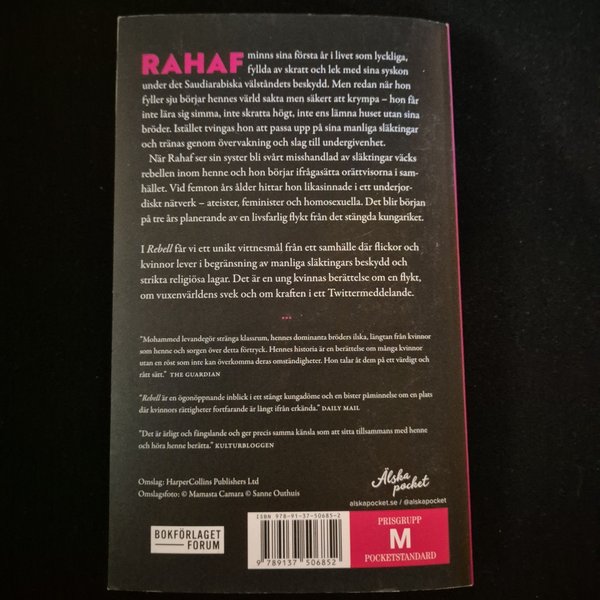 RAHAF minns sina första år i livet som lyckliga,
fyllda av skratt och lek med sina syskon
under det Saudiarabiska välståndets beskydd. Men redan när hon
fyller sju börjar hennes värld sakta men säkert att krympa – hon får
inte lära sig simma, inte skratta högt, inte ens lämna huset utan sina
bröder. Istället tvingas hon att passa upp på sina manliga släktingar
och tränas genom övervakning och slag till undergivenhet.
När Rahaf ser sin syster bli svårt misshandlad av släktingar väcks
rebellen inom henne och hon börjar ifrågasätta orättvisorna i sam-
hället. Vid femton års ålder hittar hon likasinnade i ett underjor-
diskt nätverk – ateister, feminister och homosexuella. Det blir början
på tre års planerande av en livsfarlig flykt från det stängda kungariket.
I Rebell får vi ett unikt vittnesmål från ett samhälle där flickor och
kvinnor lever i begränsning av manliga släktingars beskydd och
strikta religiösa lagar. Det är en ung kvinnas berättelse om en flykt,
om vuxenvärldens svek och om kraften i ett Twittermeddelande.
...
"Mohammed levandegör stränga klassrum, hennes dominanta bröders ilska, längtan från kvinnor
som henne och sorgen över detta förtryck. Hennes historia är en berättelse om många kvinnor
utan en röst som inte kan överkomma deras omständigheter. Hon talar åt dem på ett värdigt och
rätt sätt." THE GUARDIAN
"Rebell är en ögonöppnande inblick i ett stängt kungadöme och en bister påminnelse om en plats
där kvinnors rättigheter fortfarande är långt ifrån erkända." DAILY MAIL
"Det är ärligt och fängslande och ger precis samma känsla som att sitta tillsammans med henne
och höra henne berätta." KULTURBLOGGEN
Omslag: HarperCollins Publishers Ltd
Omslagsfoto: © Mamasta Camara © Sanne Outhuis
Älska
pocket
alskapocket.se / @alskapocket
BOKFÖRLAGET
FORUM
ISBN 978-91-37-50685-2
9 789137 506852
PRISGRUPP
M
POCKETSTANDARD